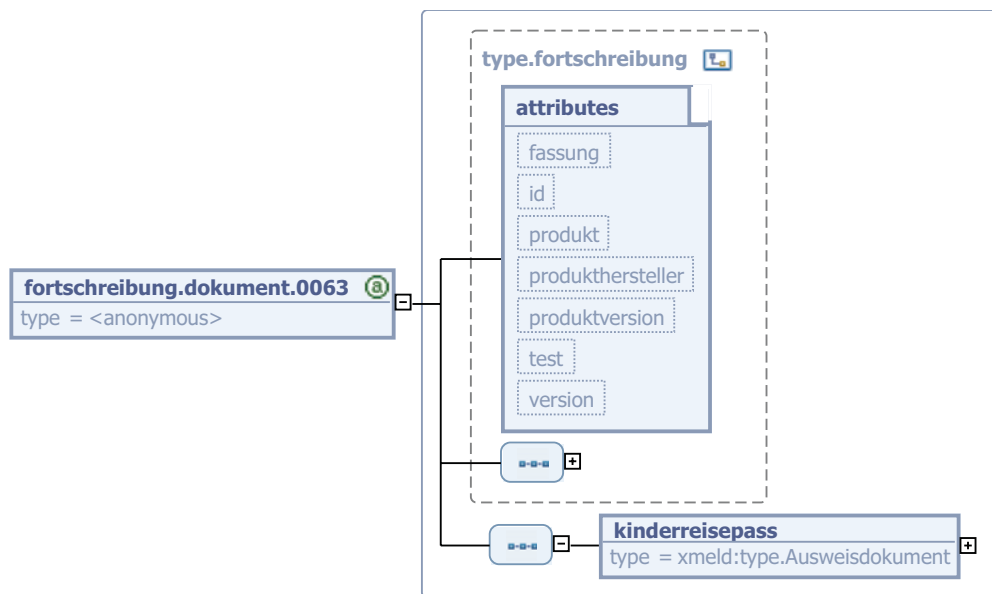 type.fortschreibung
attributes
fassung
id
produkt
produkthersteller
produktversion
test
version
fortschreibung.dokument.0063 a
type = <anonymous>
kinderreisepass
type = xmeld:type.Ausweisdokument